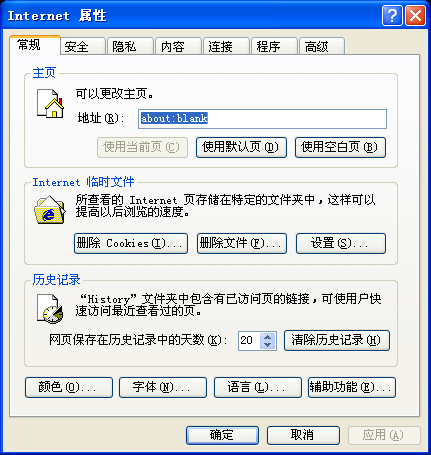 Internet 属性
常规 安全 隐私 内容 连接 程序 高级
主页
可以更改主页。
地址(R): about:blank
使用当前页(C) 使用默认页(D) 使用空白页(B)
Internet 临时文件
所查看的 Internet 页存储在特定的文件夹中，这样可以
提高以后浏览的速度。
删除 Cookies(I)... 删除文件(F)... 设置(S)...
历史记录
“History”文件夹中包含有已访问页的链接，可使用户快
速访问最近查看过的页。
网页保存在历史记录中的天数(K): 20 清除历史记录(H)
颜色(O)... 字体(N)... 语言(L)... 辅助功能(E)...
确定 取消 应用(A)